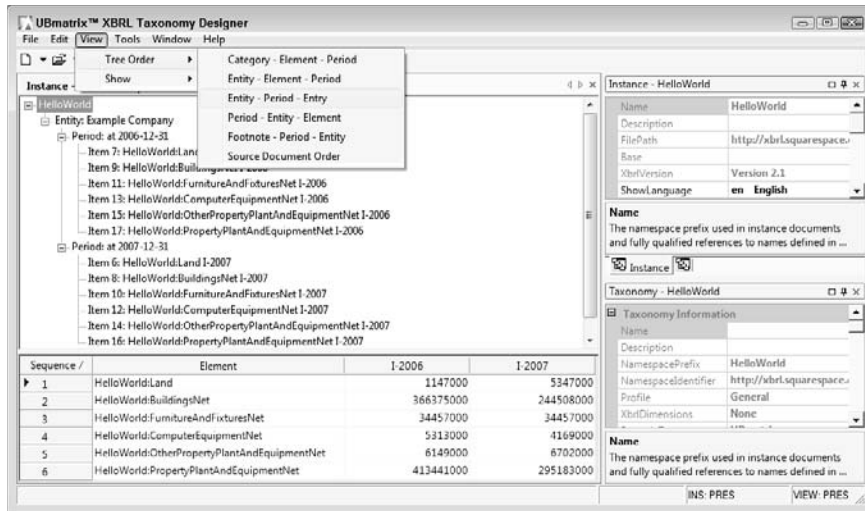 UBmatrix™ XBRL Taxonomy Designer
File Edit View Tools Window Help
Tree Order
Show
Category - Element - Period
Entity - Element - Period
Entity - Period - Entry
Period - Entity - Element
Footnote - Period - Entity
Source Document Order
Instance -
HelloWorld
Entity: Example Company
Period: at 2006-12-31
Item 7: HelloWorld:Land
Item 9: HelloWorld:Buildings
Item 11: HelloWorld:FurnitureAndFixturesNet I-2006
Item 13: HelloWorld:ComputerEquipmentNet I-2006
Item 15: HelloWorld:OtherPropertyPlantAndEquipmentNet I-2006
Item 17: HelloWorld:PropertyPlantAndEquipmentNet I-2006
Period: at 2007-12-31
Item 6: HelloWorld:Land I-2007
Item 8: HelloWorld:BuildingsNet I-2007
Item 10: HelloWorld:FurnitureAndFixturesNet I-2007
Item 12: HelloWorld:ComputerEquipmentNet I-2007
Item 14: HelloWorld:OtherPropertyPlantAndEquipmentNet I-2007
Item 16: HelloWorld:PropertyPlantAndEquipmentNet I-2007
Sequence / Element I-2006 I-2007
1 HelloWorld:Land 1147000 5347000
2 HelloWorld:BuildingsNet 366375000 244508000
3 HelloWorld:FurnitureAndFixturesNet 34457000 34457000
4 HelloWorld:ComputerEquipmentNet 5313000 4169000
5 HelloWorld:OtherPropertyPlantAndEquipmentNet 6149000 6702000
6 HelloWorld:PropertyPlantAndEquipmentNet 413441000 295183000
Instance - HelloWorld
Name HelloWorld
Description
FilePath http://xbrl.squarespace.
Base
XbrlVersion Version 2.1
ShowLanguage en English
Name
The namespace prefix used in instance documents
and fully qualified references to names defined in ...
Instance
Taxonomy - HelloWorld
Taxonomy Information
Name
Description
NamespacePrefix HelloWorld
NamespaceIdentifier http://xbrl.squarespace.
Profile General
XbrlDimensions None
Name
The namespace prefix used in instance documents
and fully qualified references to names defined in ...
INS: PRES VIEW: PRES